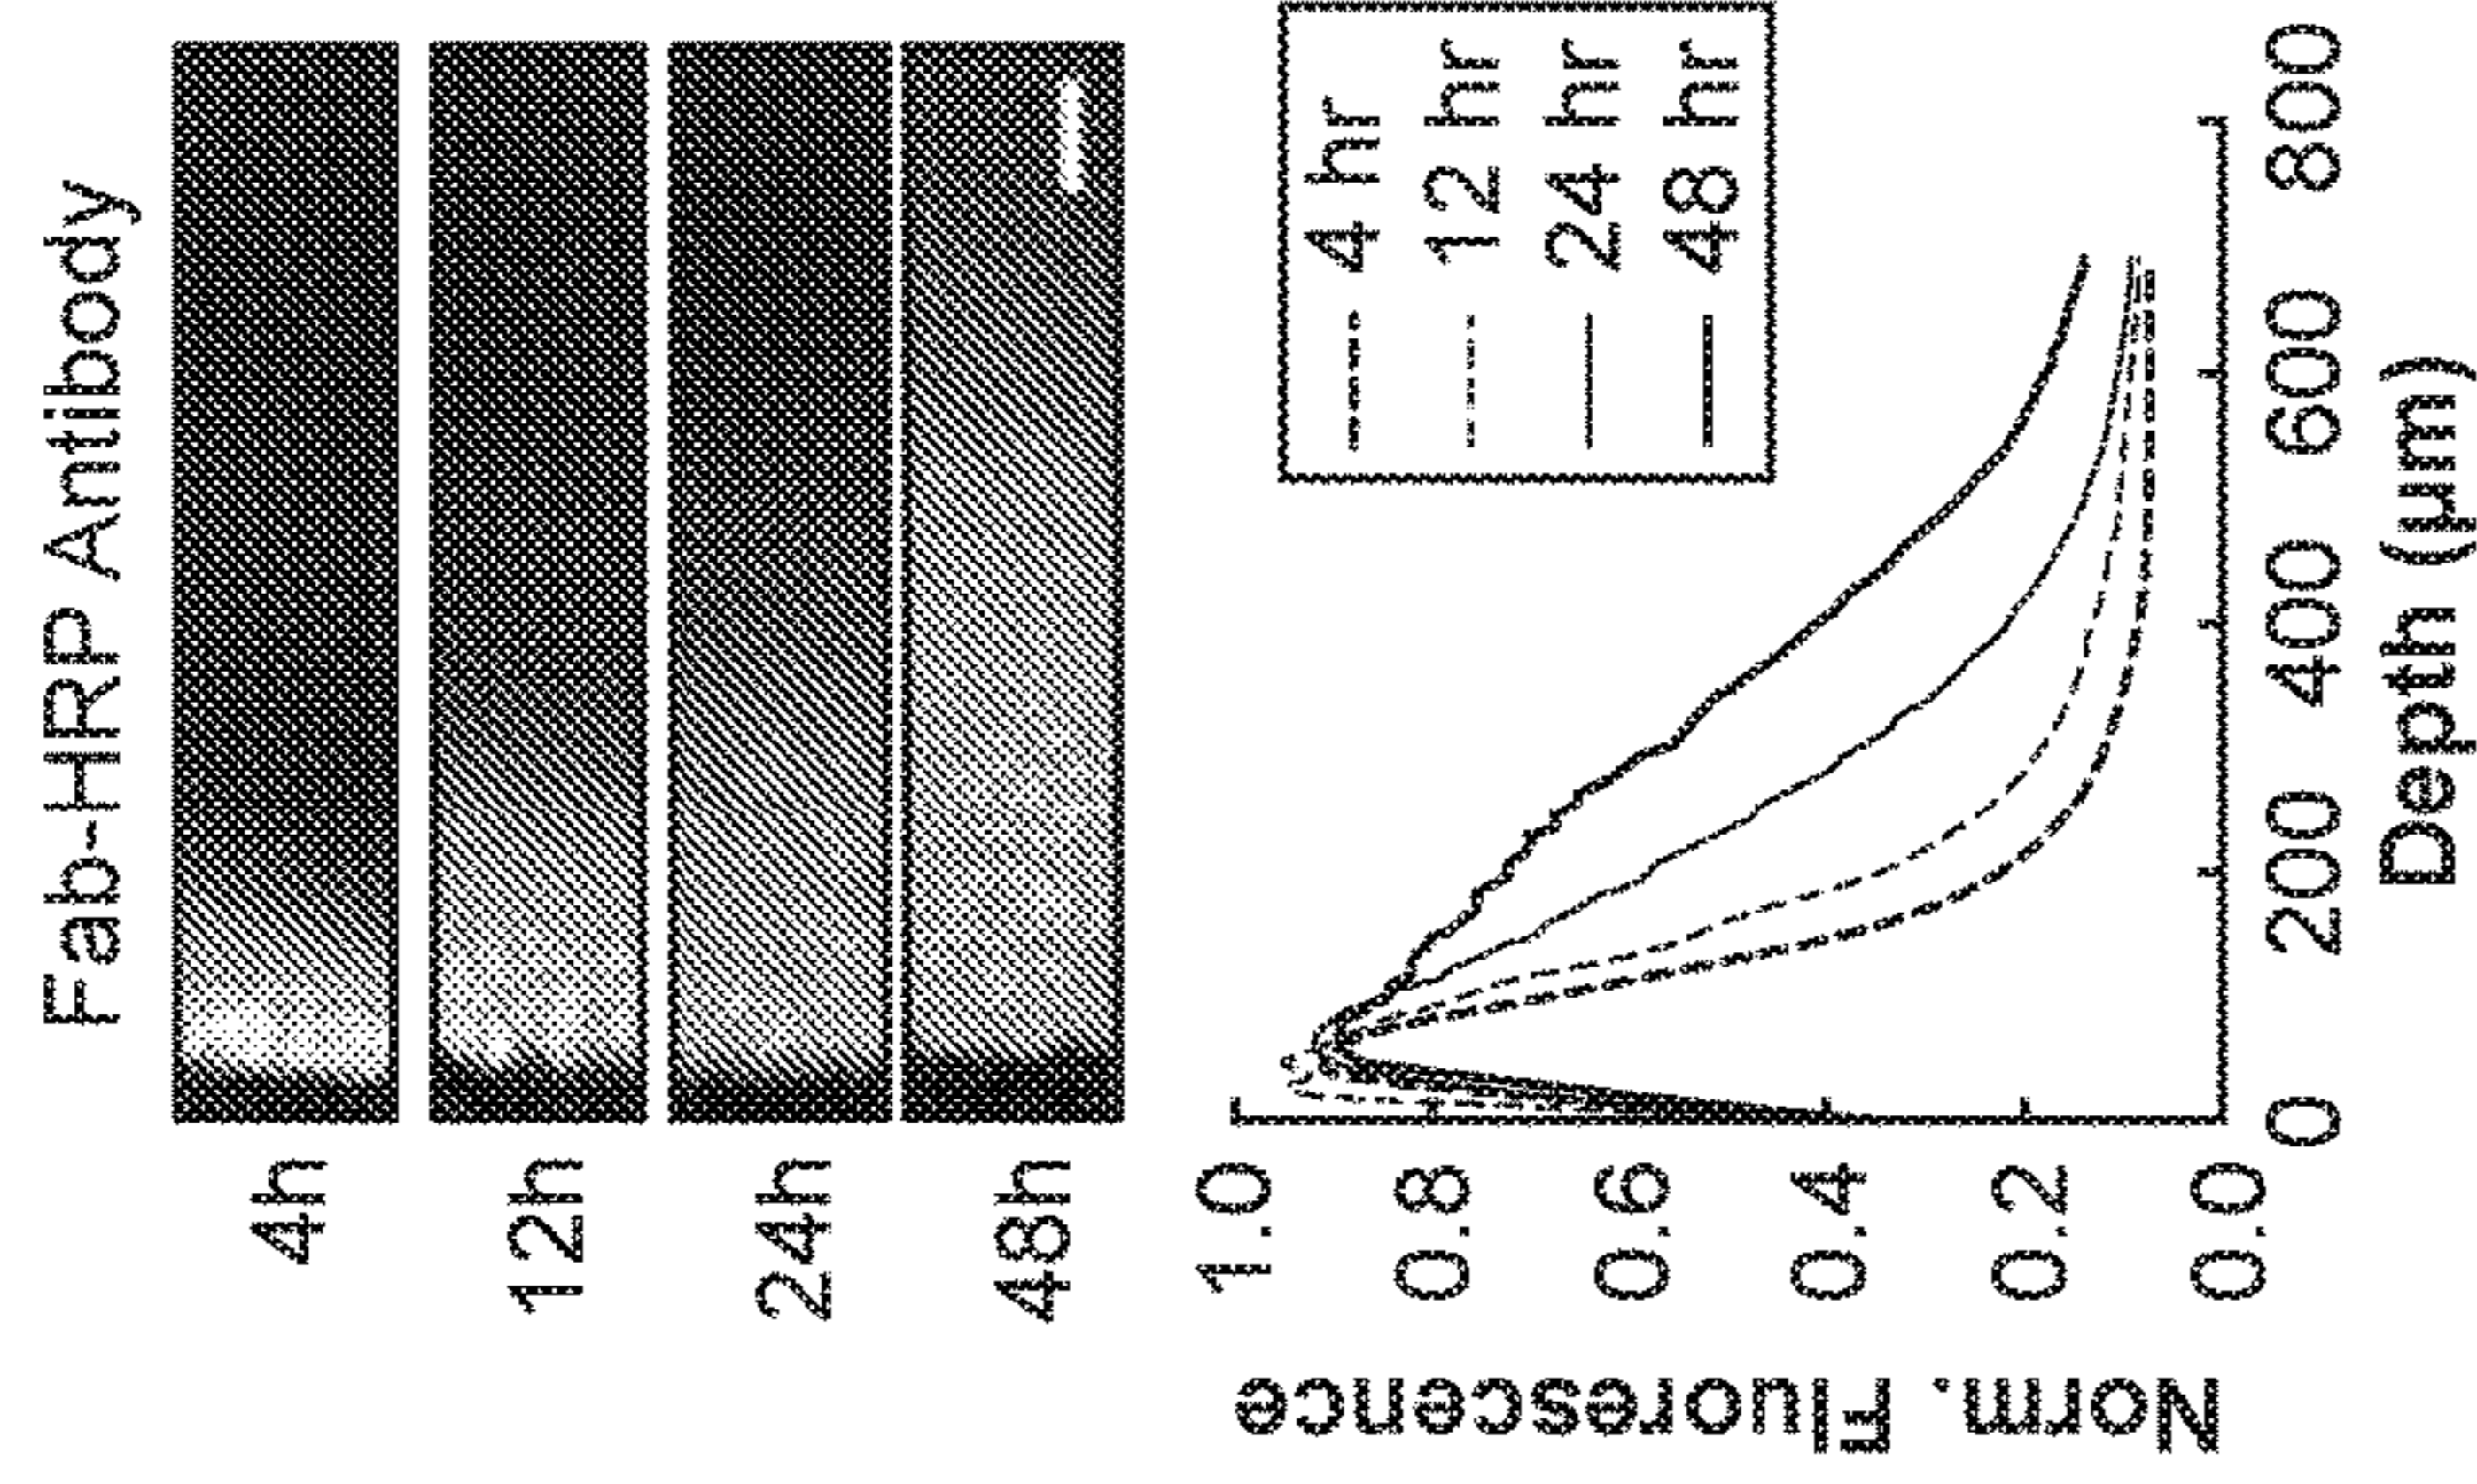 Fab-HRP Antibody
4h
12h
24h
48h
4 hr
12 hr
24 hr
48 hr
Norm. Fluorescence
1.0
0.8
0.6
0.4
0.2
0.0
0 200 400 600 800
Depth (µm)